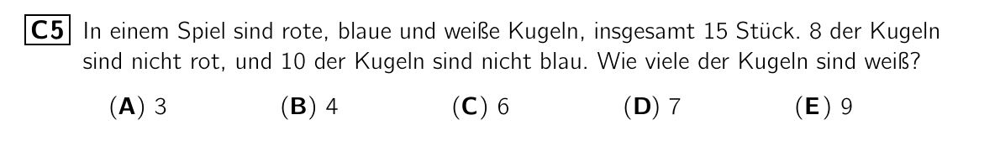 C5 In einem Spiel sind rote, blaue und weiße Kugeln, insgesamt 15 Stück. 8 der Kugeln
sind nicht rot, und 10 der Kugeln sind nicht blau. Wie viele der Kugeln sind weiß?
(A) 3 (B) 4 (C) 6 (D) 7 (E) 9